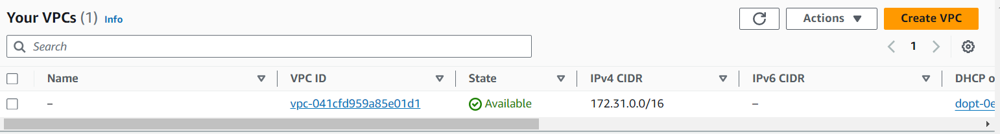 Your VPCs (1) Info
Actions Create VPC
Search
1
Name VPC ID State IPv4 CIDR IPv6 CIDR DHCP o
– vpc-041cfd959a85e01d1 Available 172.31.0.0/16 – dopt-0e